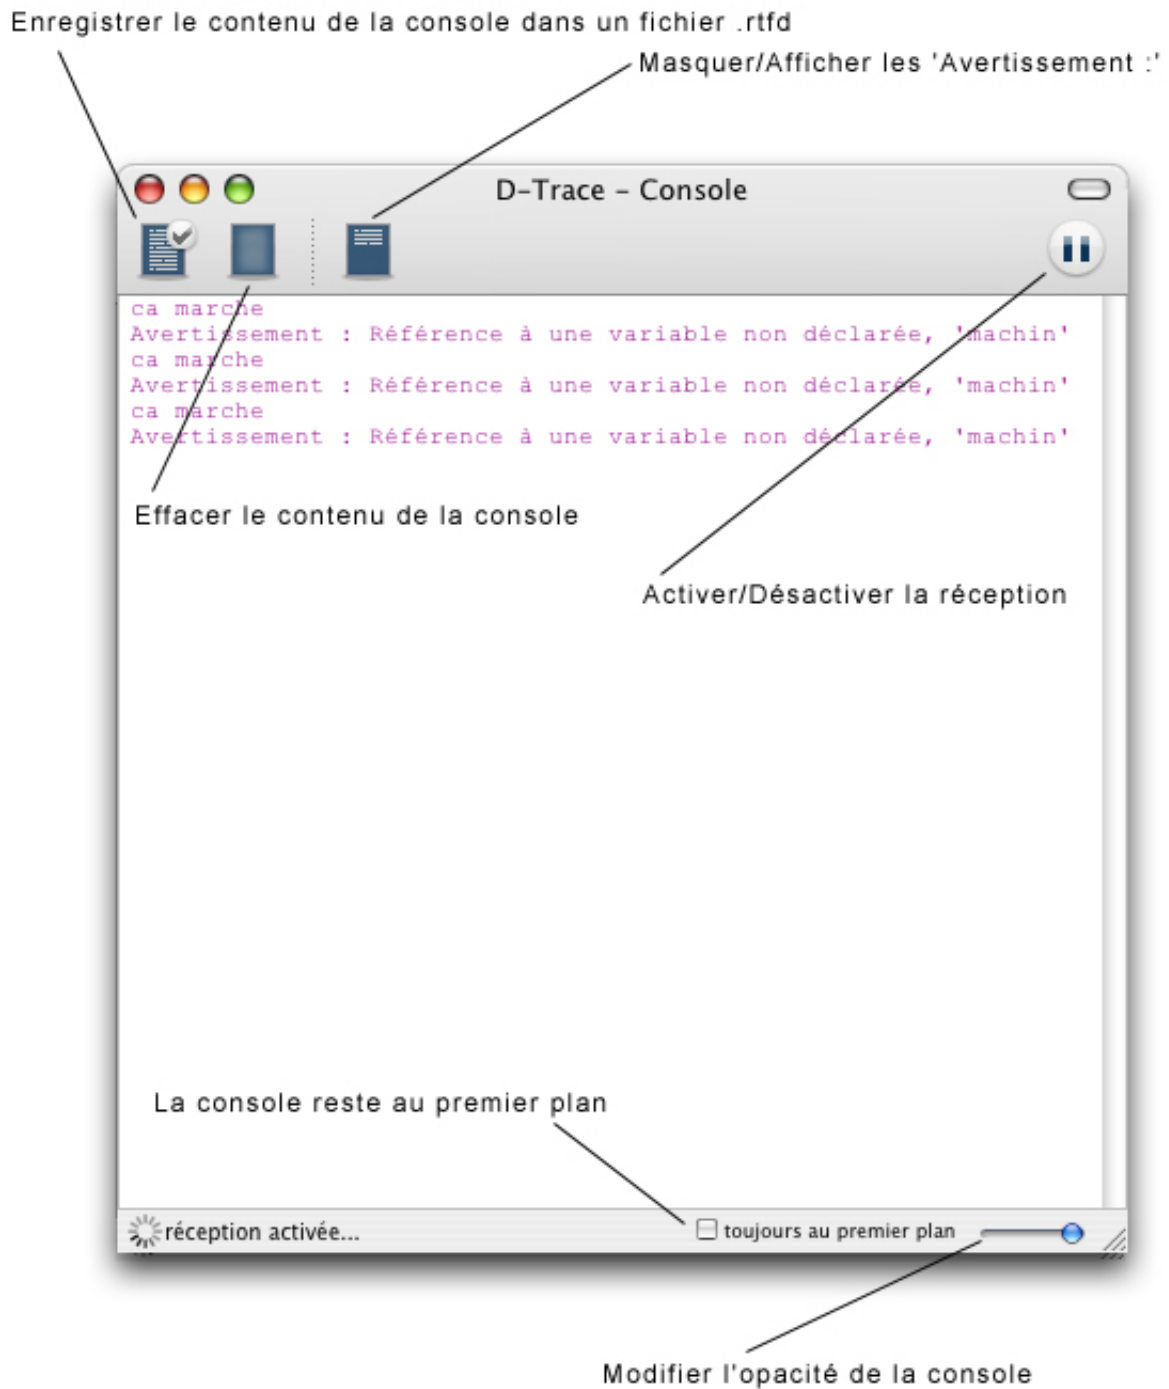 Enregistrer le contenu de la console dans un fichier .rtfd
Masquer/Afficher les 'Avertissement :'
D-Trace - Console
ca marche
Avertissement : Référence à une variable non déclarée, 'machin'
ca marche
Avertissement : Référence à une variable non déclarée, 'machin'
ca marche
Avertissement : Référence à une variable non déclarée, 'machin'
Effacer le contenu de la console
Activer/Désactiver la réception
La console reste au premier plan
réception activée...
toujours au premier plan
Modifier l'opacité de la console